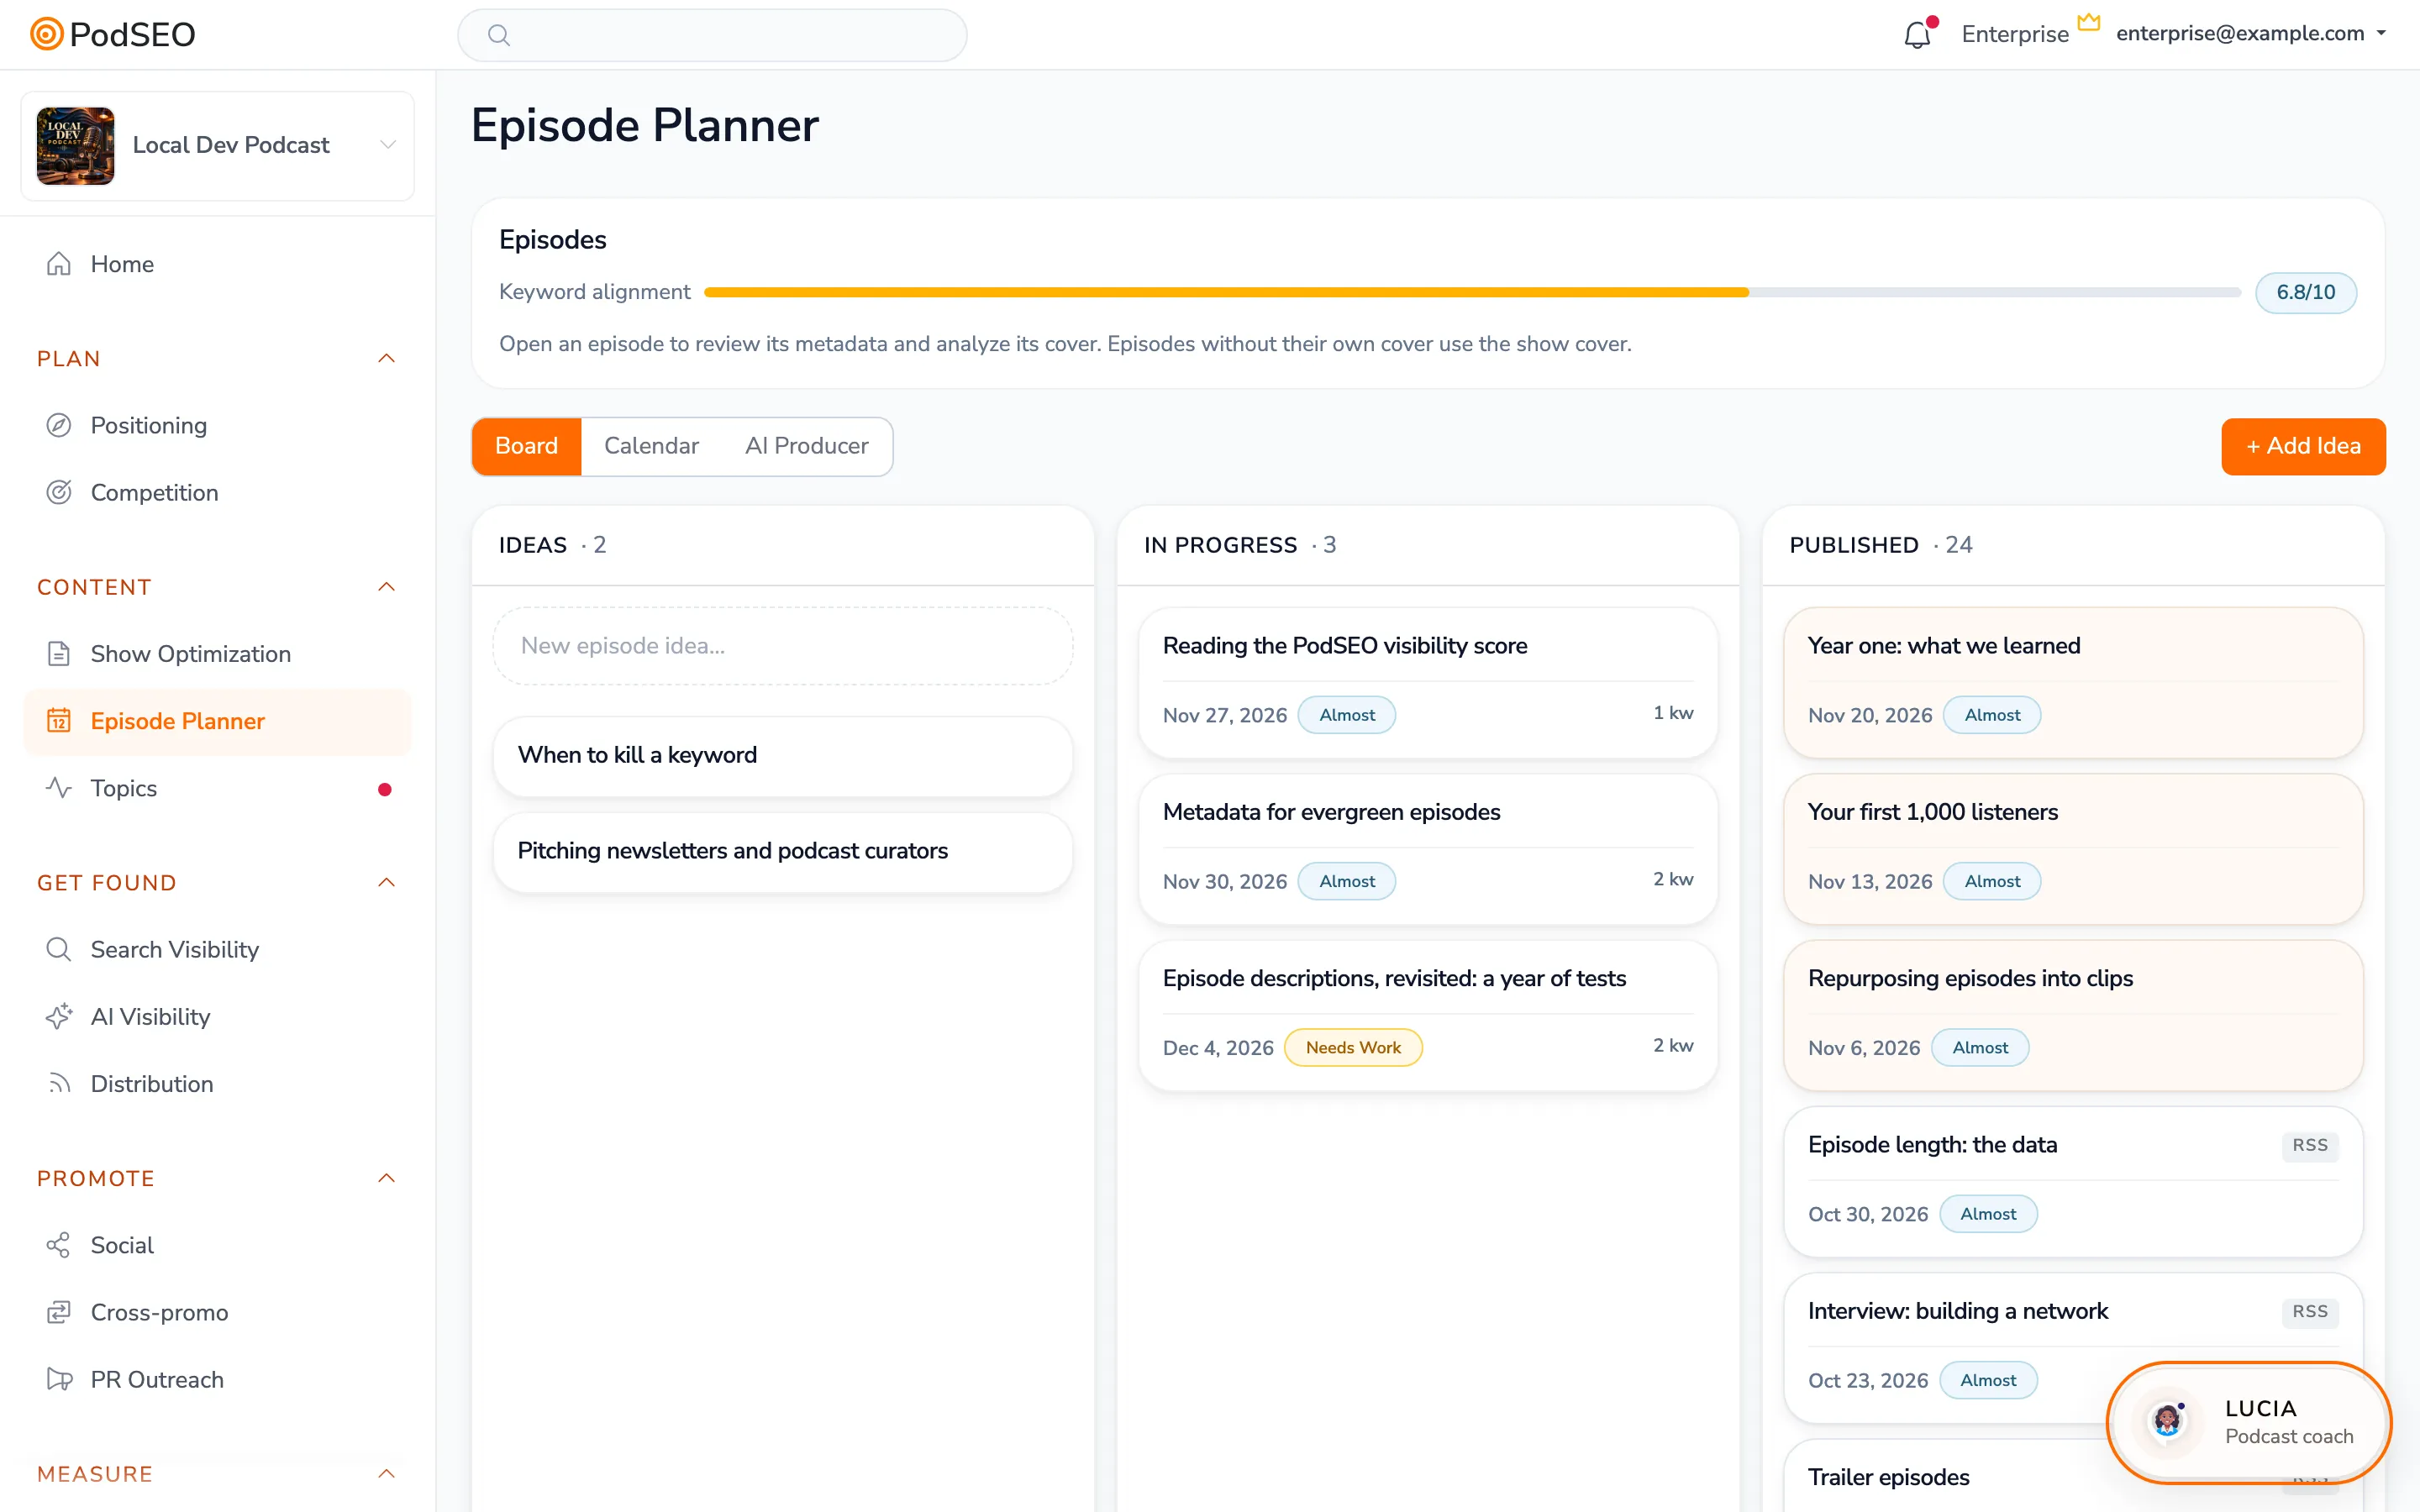 PodSEO
Enterprise
enterprise@example.com
LOCAL
DEV
PODCAST
Local Dev Podcast
Home
PLAN
Positioning
Competition
CONTENT
Show Optimization
12
Episode Planner
Topics
GET FOUND
Search Visibility
AI Visibility
Distribution
PROMOTE
Social
Cross-promo
PR Outreach
MEASURE
Episode Planner
Episodes
Keyword alignment
6.8/10
Open an episode to review its metadata and analyze its cover. Episodes without their own cover use the show cover.
Board
Calendar
AI Producer
+ Add Idea
IDEAS · 2
New episode idea...
When to kill a keyword
Pitching newsletters and podcast curators
IN PROGRESS · 3
Reading the PodSEO visibility score
Nov 27, 2026 Almost 1 kw
Metadata for evergreen episodes
Nov 30, 2026 Almost 2 kw
Episode descriptions, revisited: a year of tests
Dec 4, 2026 Needs Work 2 kw
PUBLISHED · 24
Year one: what we learned
Nov 20, 2026 Almost
Your first 1,000 listeners
Nov 13, 2026 Almost
Repurposing episodes into clips
Nov 6, 2026 Almost
Episode length: the data RSS
Oct 30, 2026 Almost
Interview: building a network RSS
Oct 23, 2026 Almost
Trailer episodes
LUCIA
Podcast coach